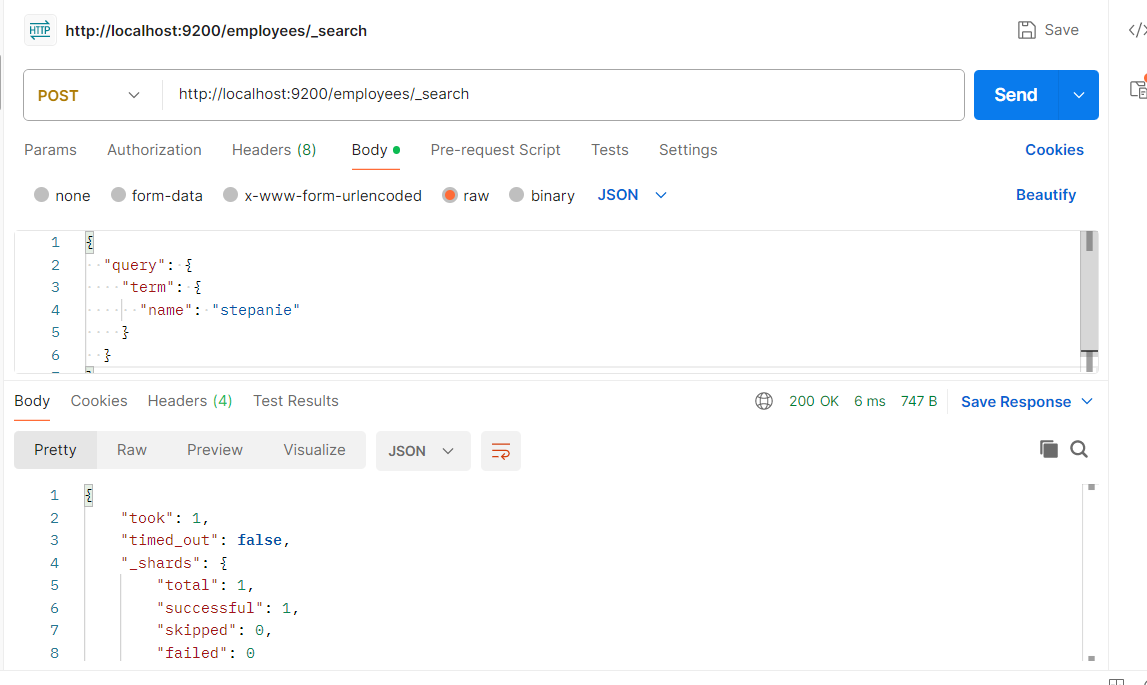 HTTP http://localhost:9200/employees/_search Save
POST http://localhost:9200/employees/_search Send
Params Authorization Headers (8) Body Pre-request Script Tests Settings Cookies
none form-data x-www-form-urlencoded raw binary JSON Beautify
1 {
2 "query": {
3 "term": {
4 "name": "stepanie"
5 }
6 }
Body Cookies Headers (4) Test Results 200 OK 6 ms 747 B Save Response
Pretty Raw Preview Visualize JSON
1 {
2 "took": 1,
3 "timed_out": false,
4 "_shards": {
5 "total": 1,
6 "successful": 1,
7 "skipped": 0,
8 "failed": 0